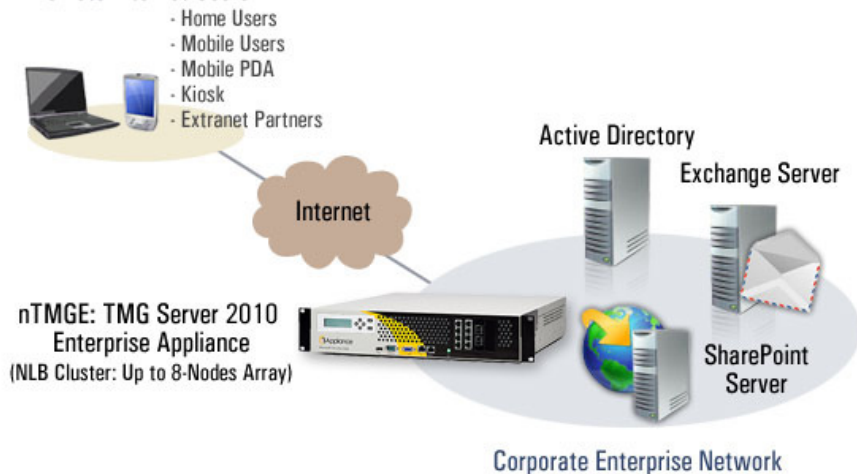 - Home Users
- Mobile Users
- Mobile PDA
- Kiosk
- Extranet Partners
Active Directory
Exchange Server
Internet
nTMGE: TMG Server 2010
Enterprise Appliance
(NLB Cluster: Up to 8-Nodes Array)
Appliance
SharePoint
Server
Corporate Enterprise Network